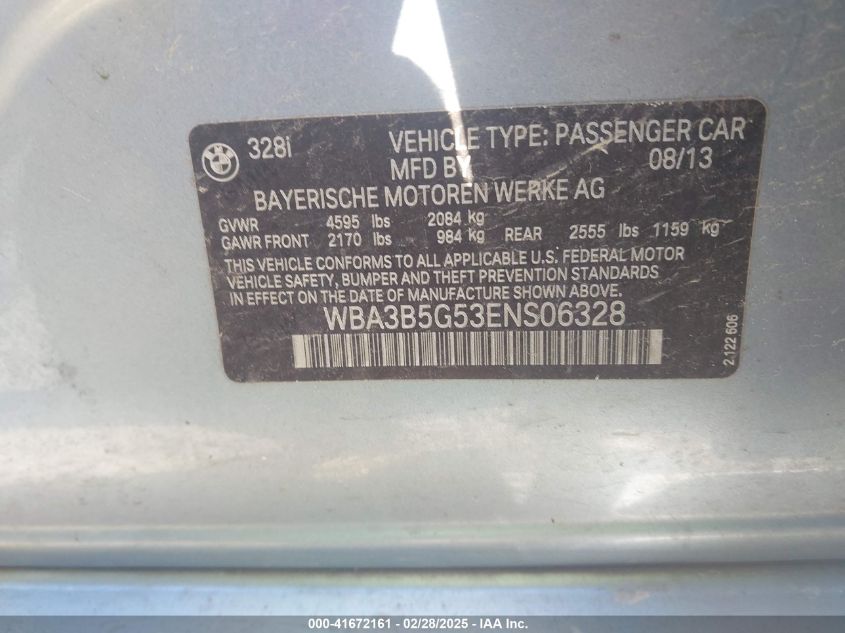 328i VEHICLE TYPE: PASSENGER CAR
MFD BY 08/13
BAYERISCHE MOTOREN WERKE AG
GVWR 4595 lbs 2084 kg
GAWR FRONT 2170 lbs 984 kg REAR 2555 lbs 1159 kg
THIS VEHICLE CONFORMS TO ALL APPLICABLE U.S. FEDERAL MOTOR
VEHICLE SAFETY, BUMPER AND THEFT PREVENTION STANDARDS
IN EFFECT ON THE DATE OF MANUFACTURE SHOWN ABOVE.
WBA3B5G53ENS06328
2.122 606
000-41672161 - 02/28/2025 - IAA Inc.